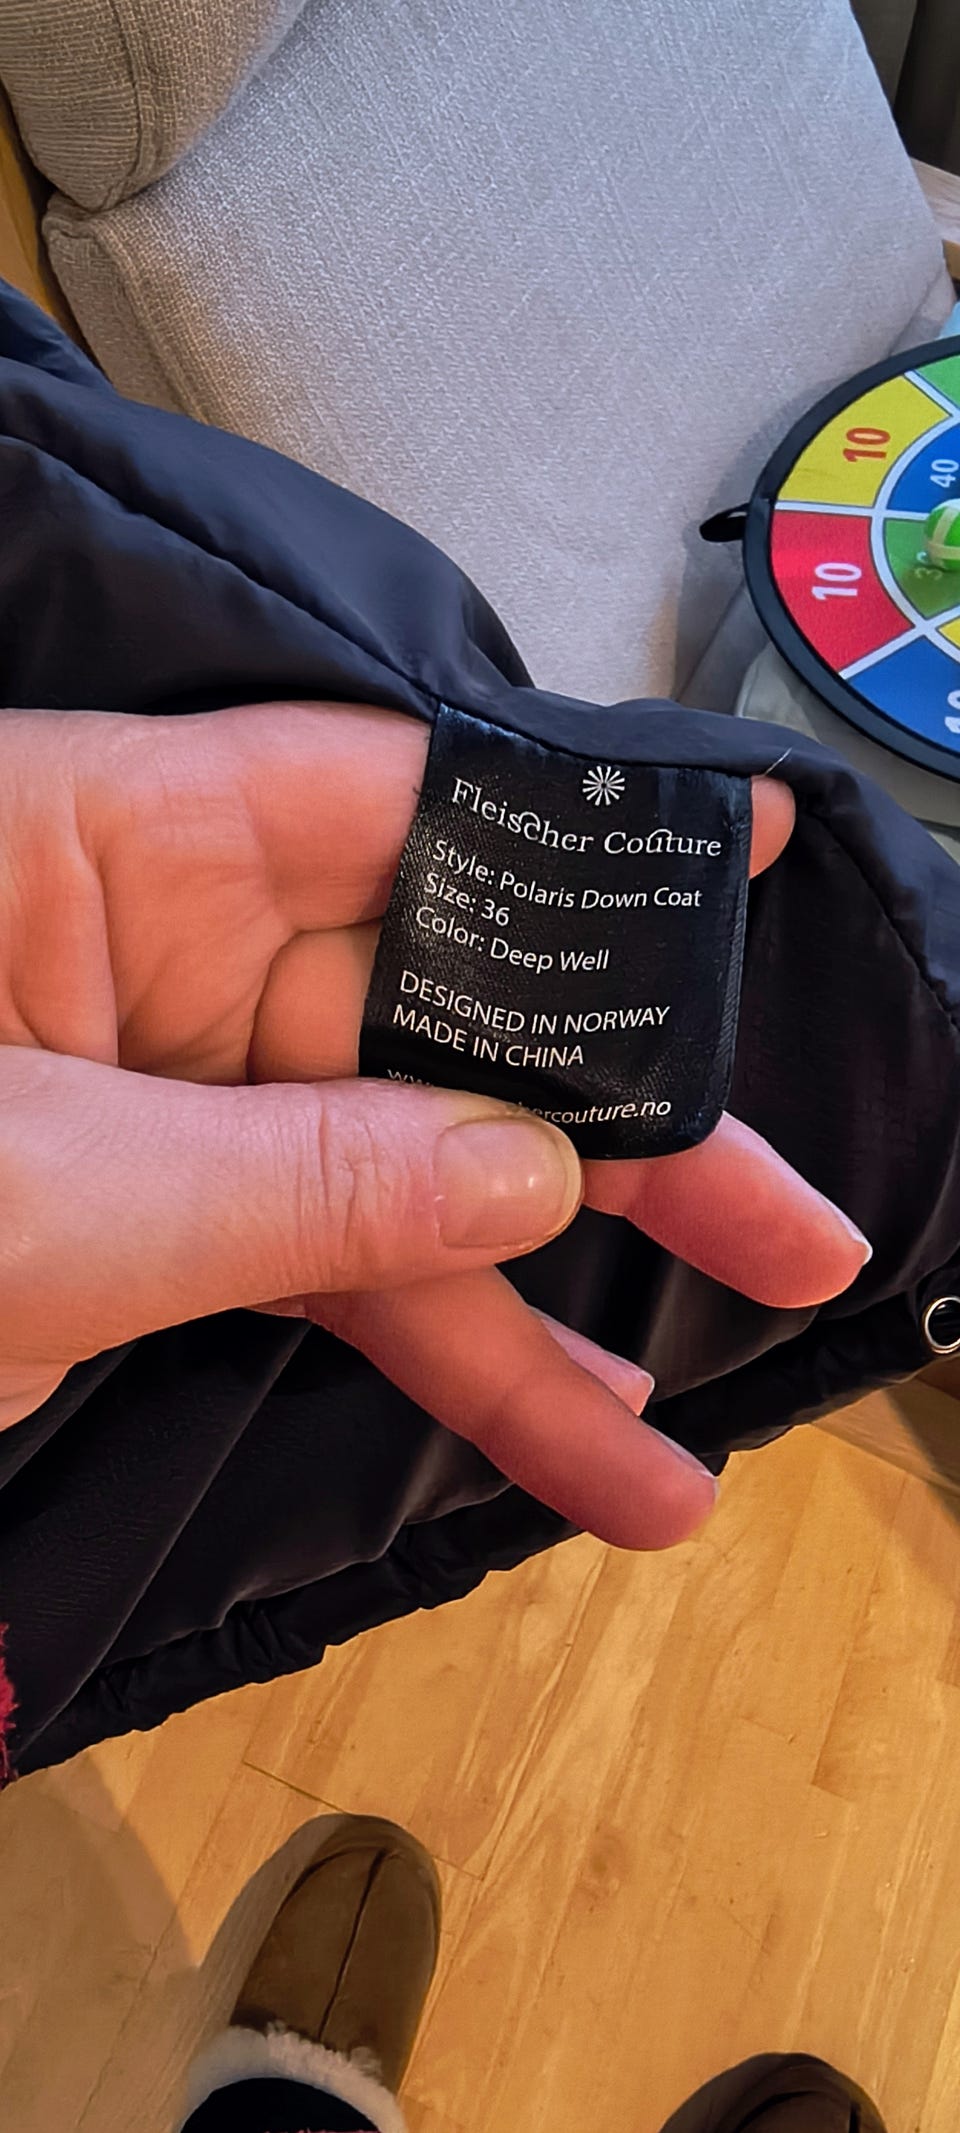 Fleischer Couture
Style: Polaris Down Coat
Size: 36
Color: Deep Well
DESIGNED IN NORWAY
MADE IN CHINA
10
40
10
30